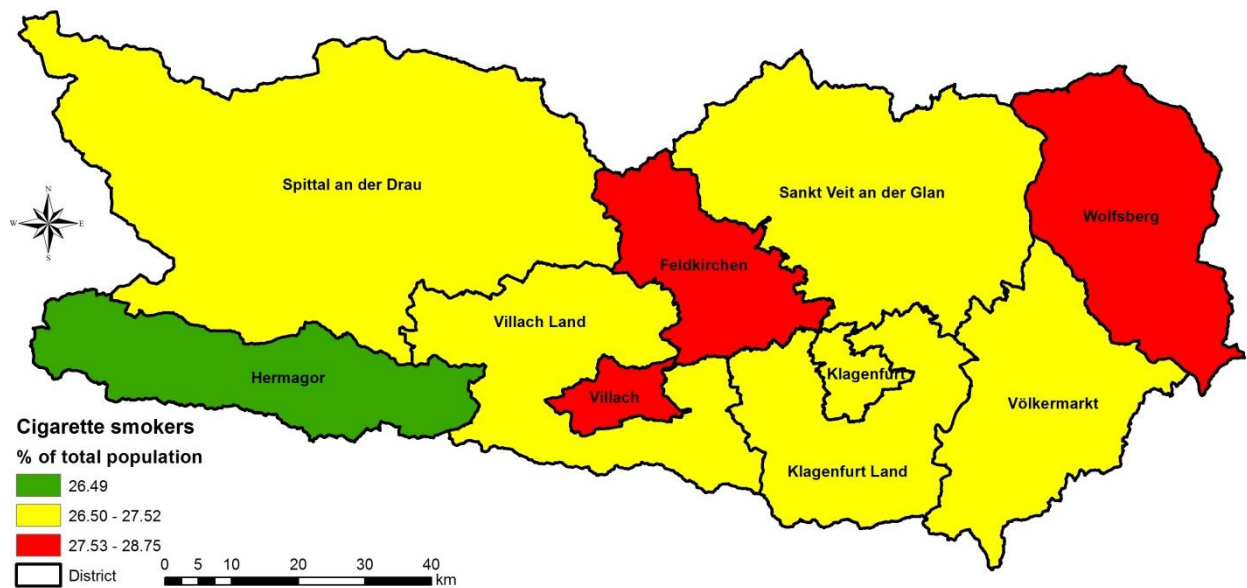 Spittal an der Drau
Sankt Veit an der Glan
Wolfsberg
N
W
E
S
Feldkirchen
Villach Land
Hermagor
Klagenfurt
Villach
Völkermarkt
Klagenfurt Land
Cigarette smokers
% of total population
26.49
26.50 - 27.52
27.53 - 28.75
District
0 5 10 20 30 40
km